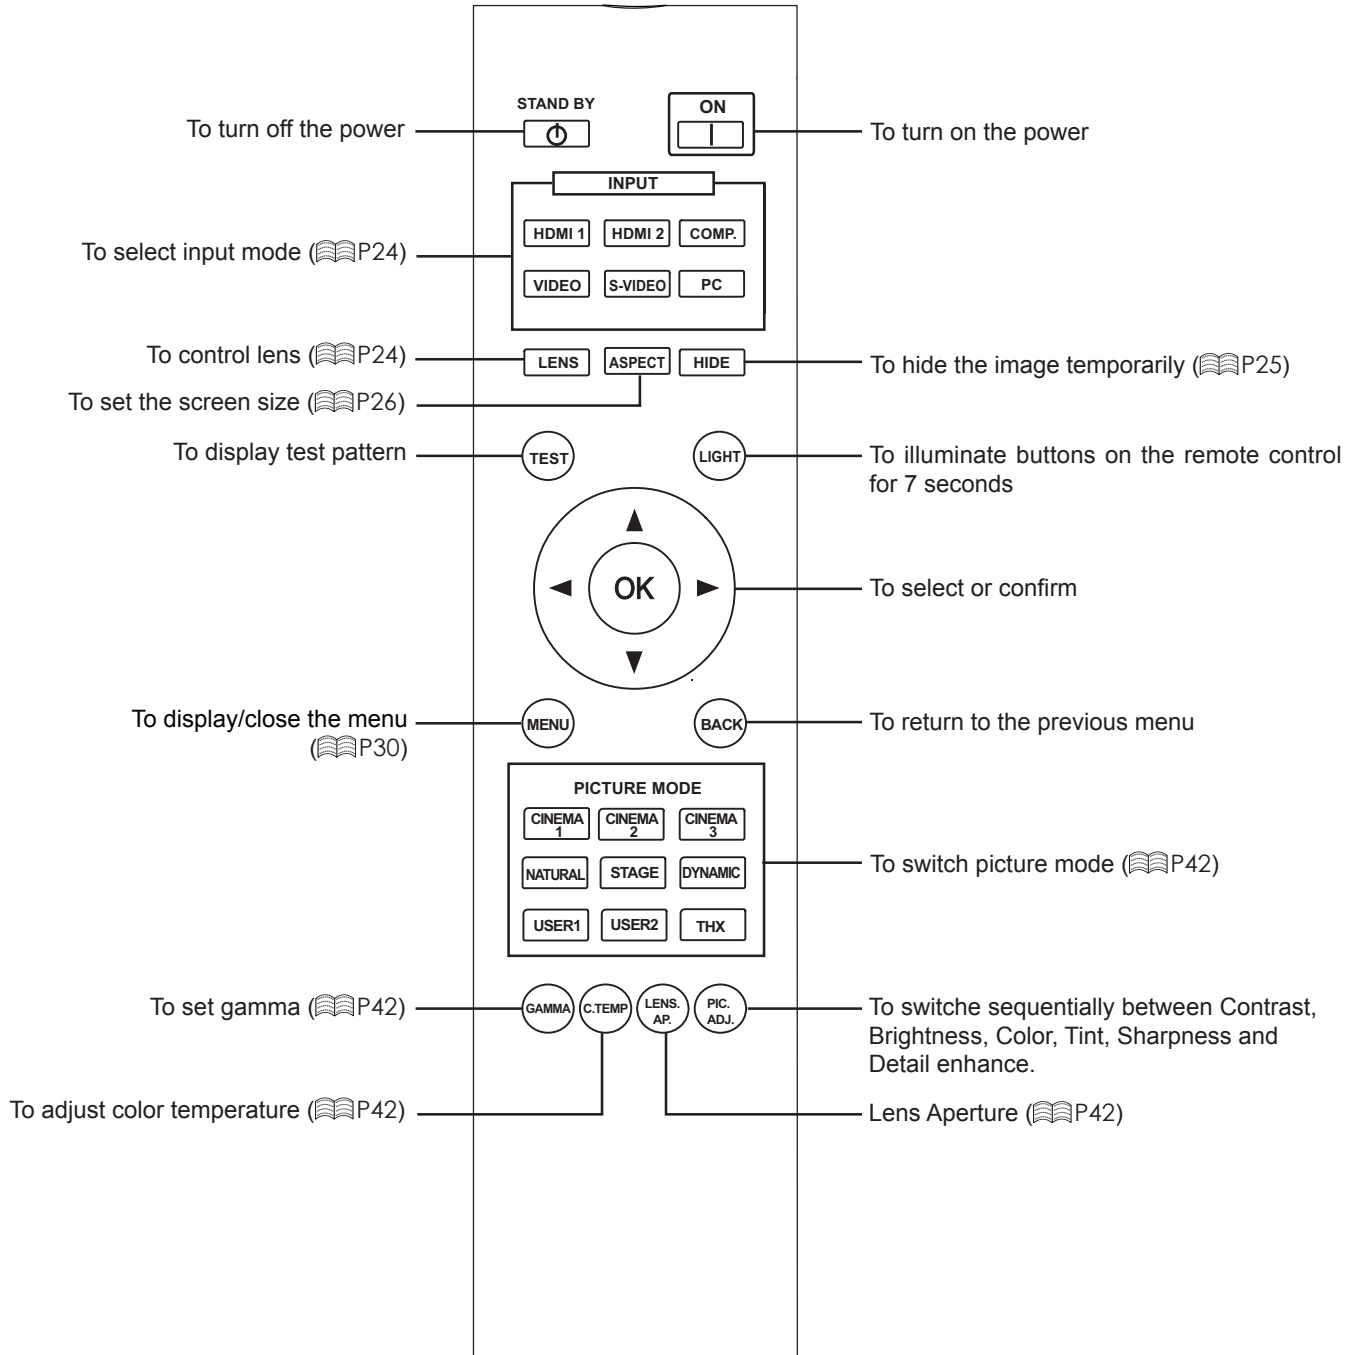 STAND BY
ON
To turn off the power
To turn on the power
INPUT
HDMI 1
HDMI 2
COMP.
To select input mode (P24)
VIDEO
S-VIDEO
PC
To control lens (P24)
LENS
ASPECT
HIDE
To hide the image temporarily (P25)
To set the screen size (P26)
To display test pattern
TEST
LIGHT
To illuminate buttons on the remote control
for 7 seconds
OK
To select or confirm
To display/close the menu
(P30)
MENU
BACK
To return to the previous menu
PICTURE MODE
CINEMA
1
CINEMA
2
CINEMA
3
NATURAL
STAGE
DYNAMIC
To switch picture mode (P42)
USER1
USER2
THX
To set gamma (P42)
GAMMA
C.TEMP
LENS.
AP.
PIC.
ADJ.
To switche sequentially between Contrast,
Brightness, Color, Tint, Sharpness and
Detail enhance.
To adjust color temperature (P42)
Lens Aperture (P42)